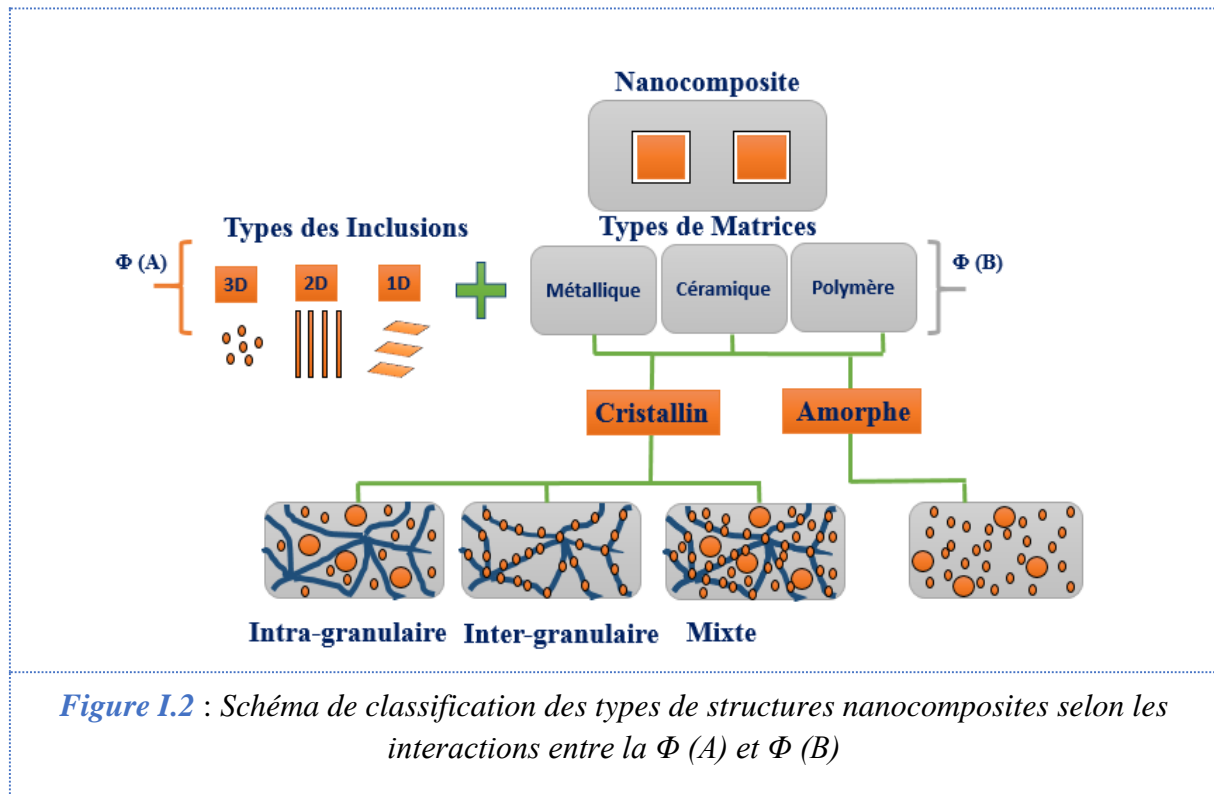 Nanocomposite
Types des Inclusions
Types de Matrices
Φ (A)
3D
2D
1D
Métallique
Céramique
Polymère
Φ (B)
Cristallin
Amorphe
Intra-granulaire
Inter-granulaire
Mixte
Figure I.2 : Schéma de classification des types de structures nanocomposites selon les
interactions entre la Φ (A) et Φ (B)